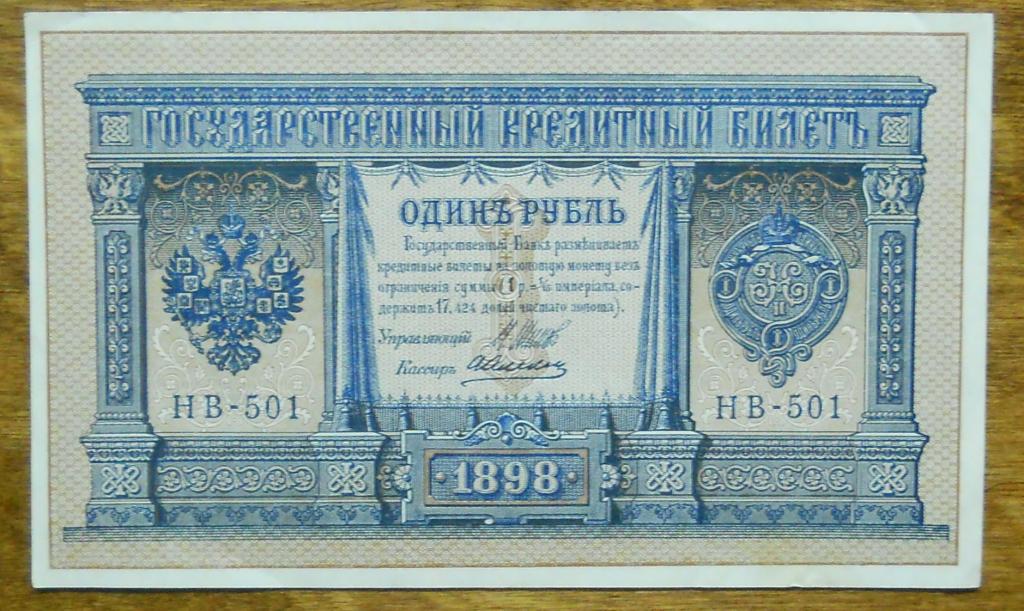 ГОСУДАРСТВЕННЫЙ КРЕДИТНЫЙ БИЛЕТЪ
ОДИНЪ РУБЛЬ
Государственный Банкъ размѣниваетъ
кредитные билеты на золотую монету безъ
ограниченія суммы (1 р. = 1/15 имперіала, со-
держитъ 17,424 долей чистаго золота).
Управляющій
Кассиръ
НВ-501
НВ-501
1898